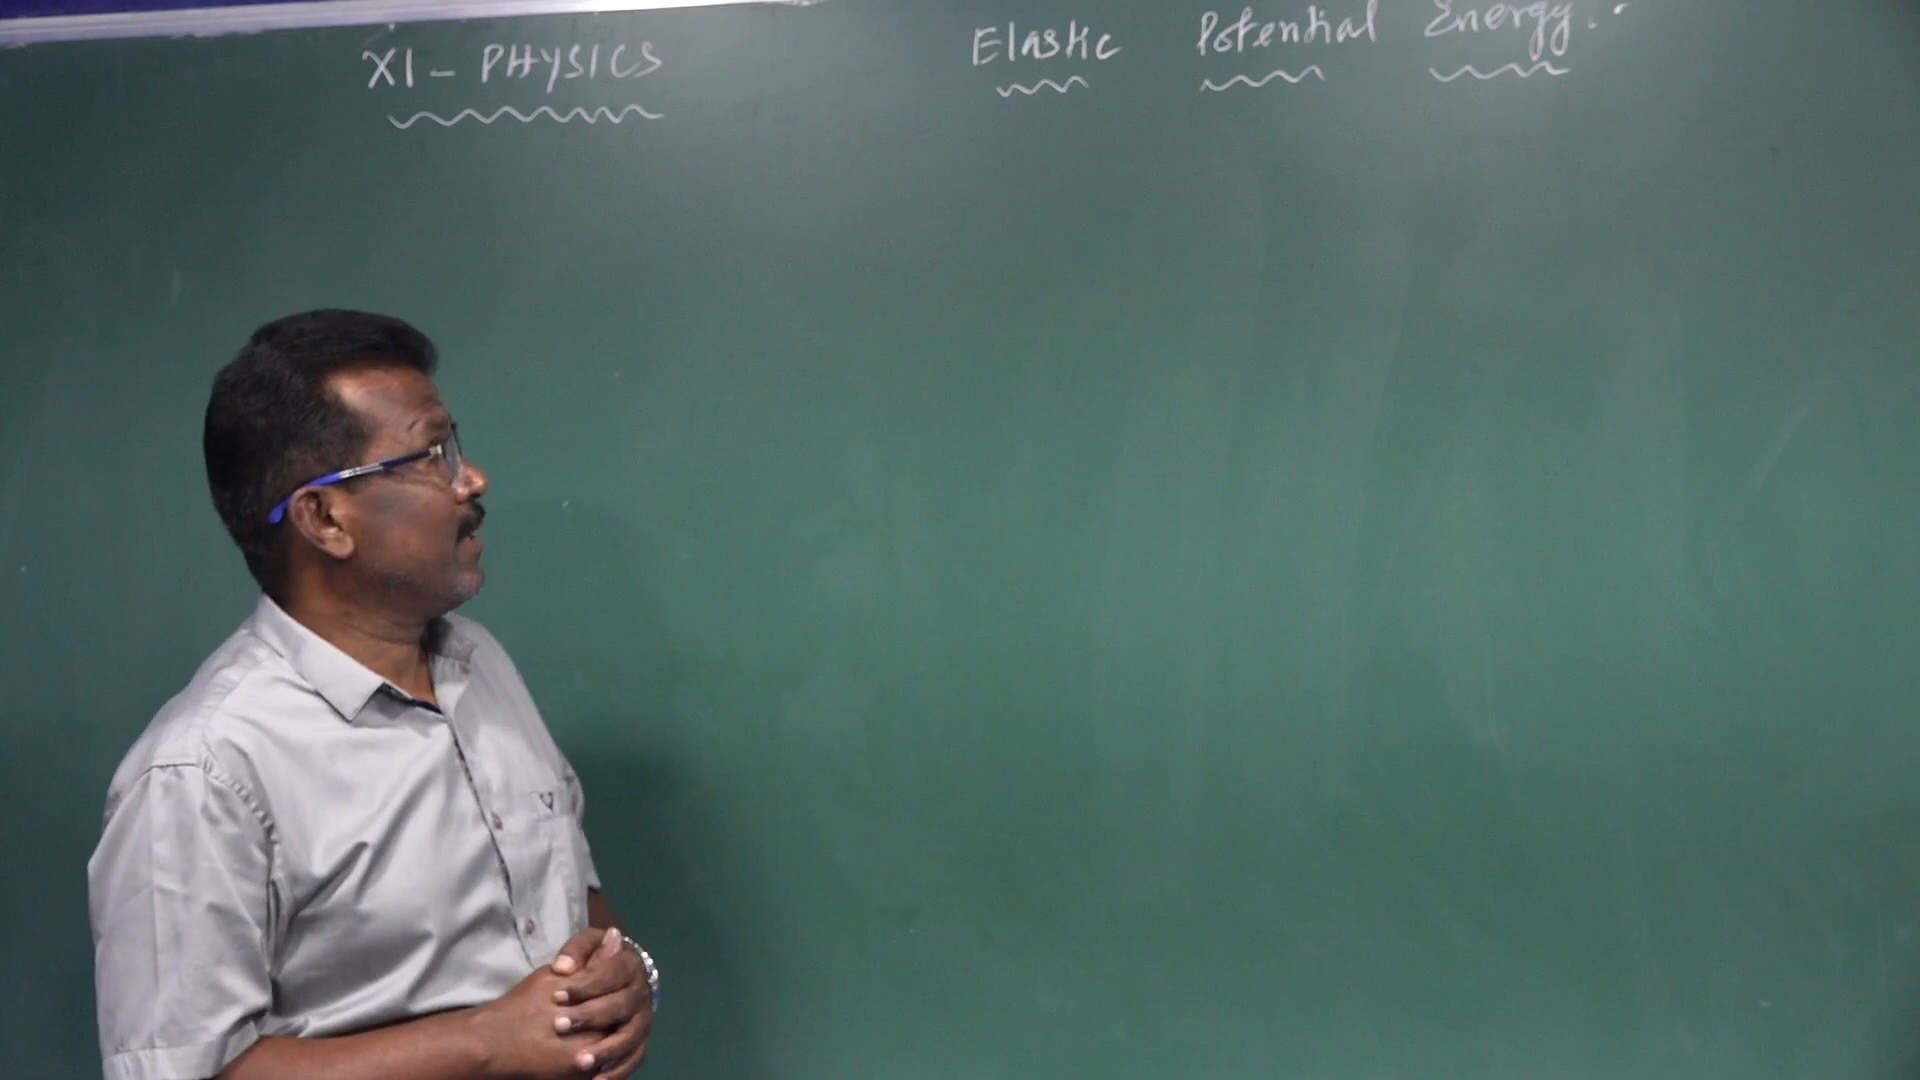 XI - PHYSICS
Elastic Potential Energy :-